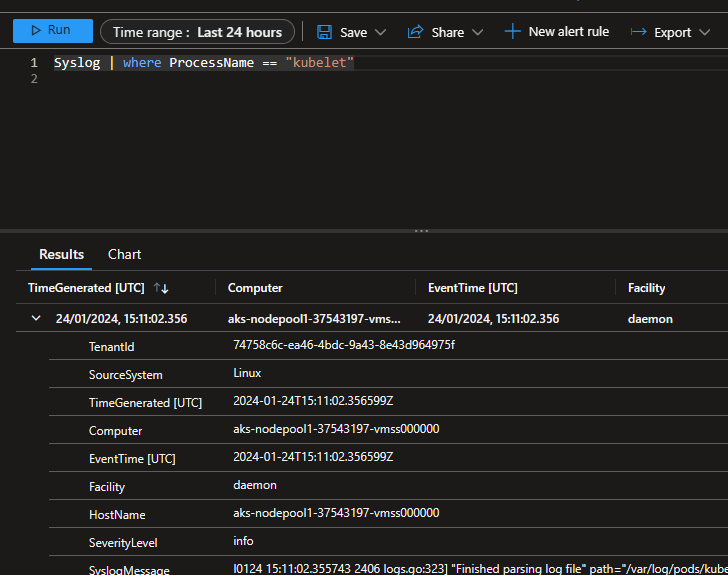 Run Time range : Last 24 hours Save Share New alert rule Export
1 Syslog | where ProcessName == "kubelet"
2
Results Chart
TimeGenerated [UTC] Computer EventTime [UTC] Facility
24/01/2024, 15:11:02.356 aks-nodepool1-37543197-vms... 24/01/2024, 15:11:02.356 daemon
TenantId 74758c6c-ea46-4bdc-9a43-8e43d964975f
SourceSystem Linux
TimeGenerated [UTC] 2024-01-24T15:11:02.356599Z
Computer aks-nodepool1-37543197-vmss000000
EventTime [UTC] 2024-01-24T15:11:02.356599Z
Facility daemon
HostName aks-nodepool1-37543197-vmss000000
SeverityLevel info
SyslogMessage I0124 15:11:02.355743 2406 logs.go:323] "Finished parsing log file" path="/var/log/pods/kube